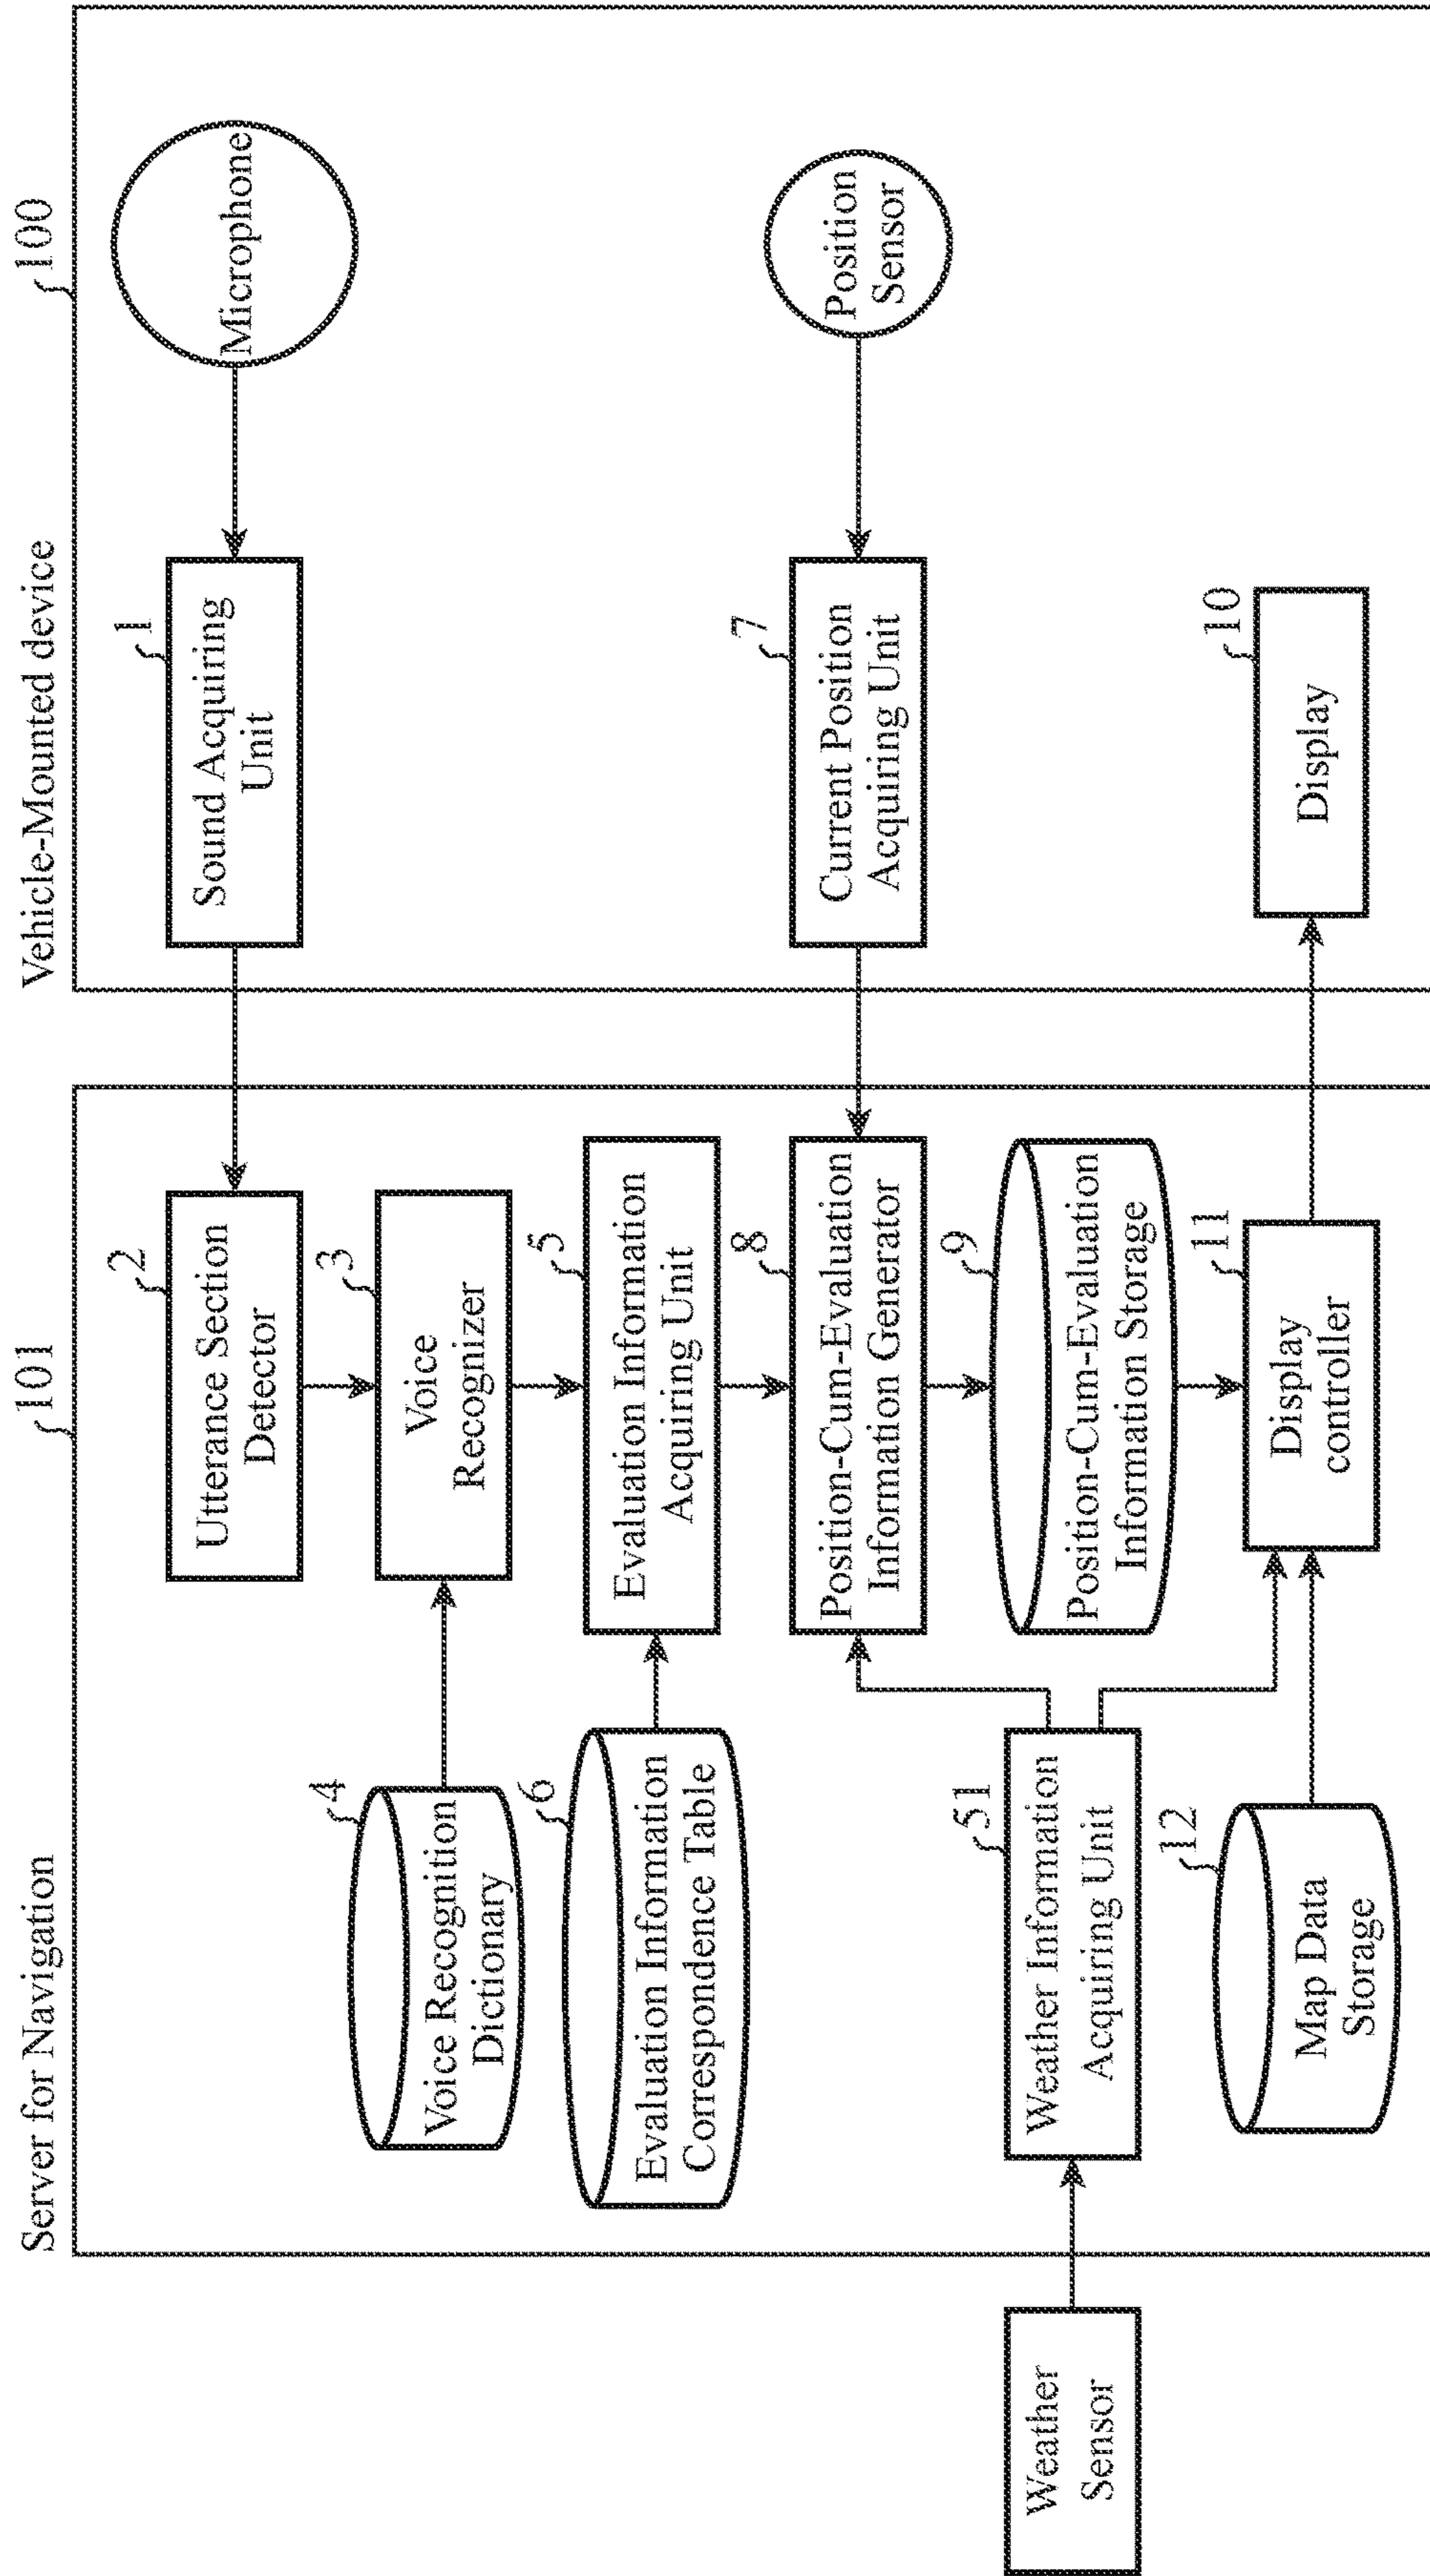 Server for Navigation
101
Vehicle-Mounted device
100
2
Utterance Section
Detector
1
Sound Acquiring
Unit
Microphone
4
Voice Recognition
Dictionary
3
Voice
Recognizer
6
Evaluation Information
Correspondence Table
5
Evaluation Information
Acquiring Unit
8
Position-Cum-Evaluation
Information Generator
7
Current Position
Acquiring Unit
Position
Sensor
Weather
Sensor
51
Weather Information
Acquiring Unit
9
Position-Cum-Evaluation
Information Storage
12
Map Data
Storage
11
Display
controller
10
Display